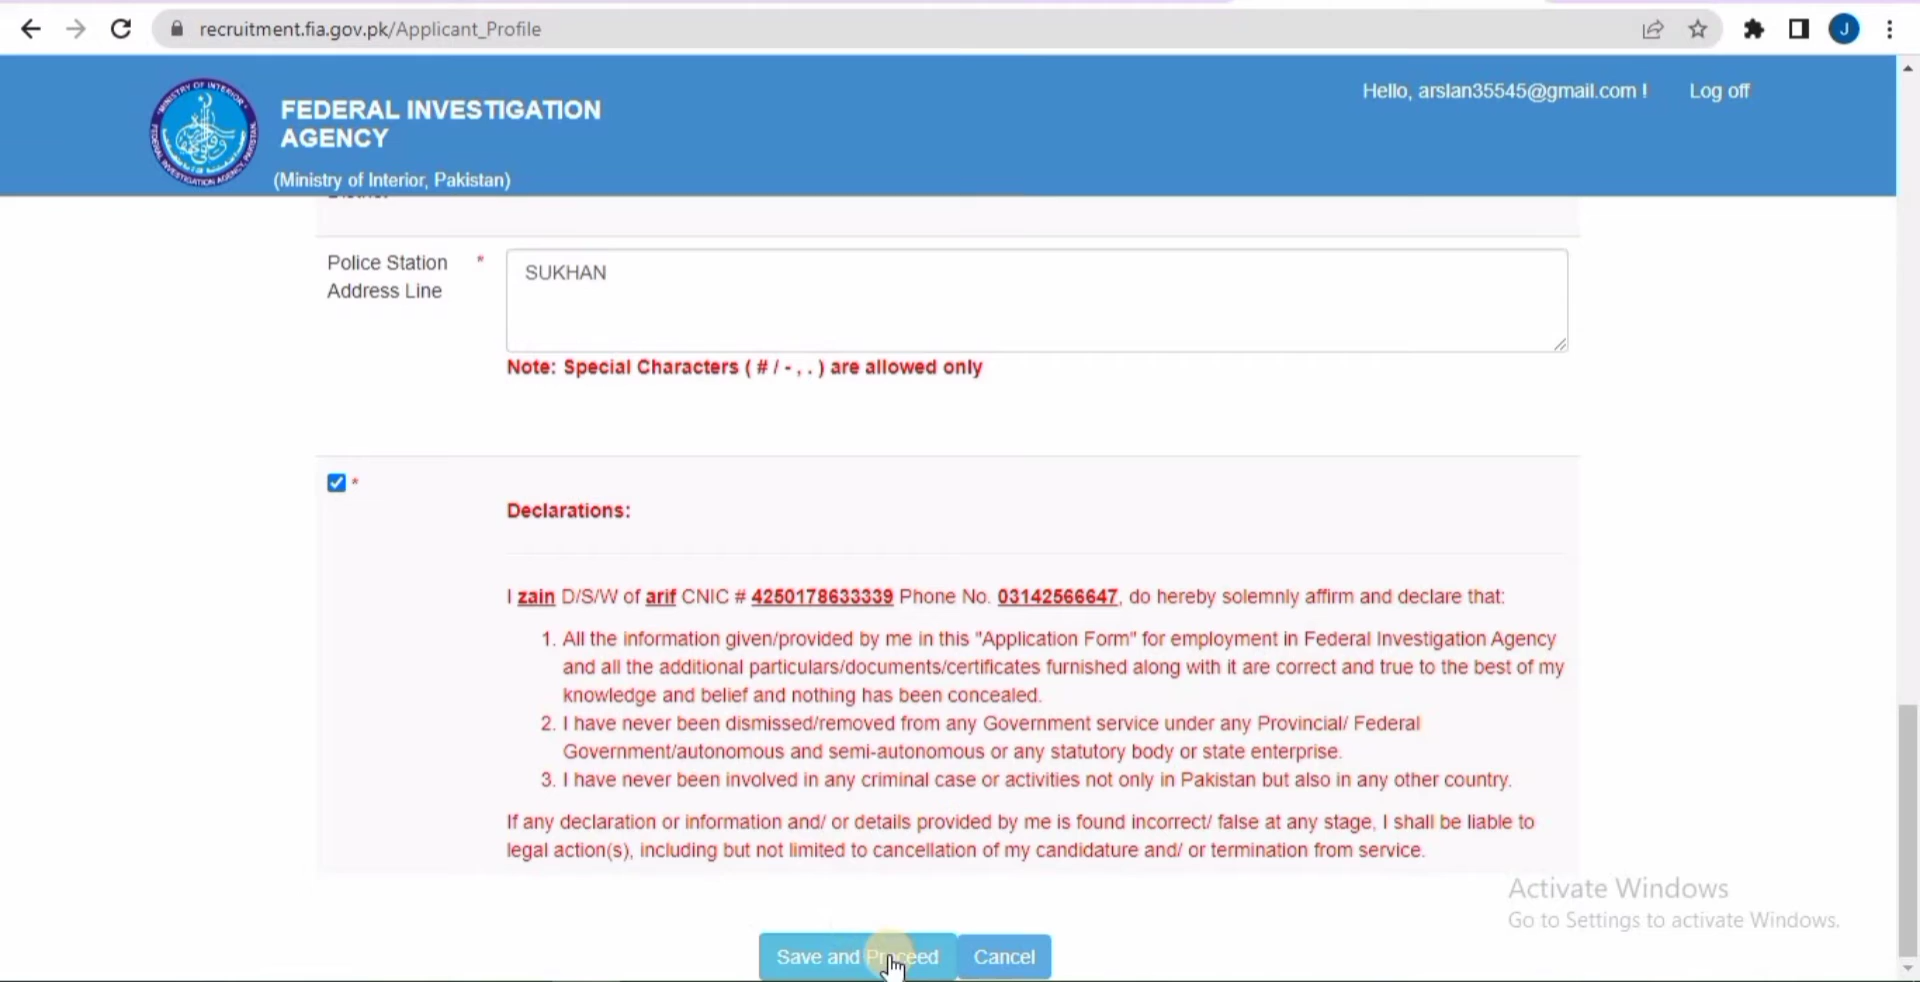 recruitment.fia.gov.pk/Applicant_Profile
J
FEDERAL INVESTIGATION
AGENCY
(Ministry of Interior, Pakistan)
Hello, arslan35545@gmail.com !
Log off
Police Station *
Address Line
SUKHAN
Note: Special Characters ( # / - , . ) are allowed only
*
Declarations:
I zain D/S/W of arif CNIC # 4250178633339 Phone No. 03142566647, do hereby solemnly affirm and declare that:
1. All the information given/provided by me in this "Application Form" for employment in Federal Investigation Agency
and all the additional particulars/documents/certificates furnished along with it are correct and true to the best of my
knowledge and belief and nothing has been concealed.
2. I have never been dismissed/removed from any Government service under any Provincial/ Federal
Government/autonomous and semi-autonomous or any statutory body or state enterprise.
3. I have never been involved in any criminal case or activities not only in Pakistan but also in any other country.
If any declaration or information and/ or details provided by me is found incorrect/ false at any stage, I shall be liable to
legal action(s), including but not limited to cancellation of my candidature and/ or termination from service.
Activate Windows
Go to Settings to activate Windows.
Save and Proceed
Cancel